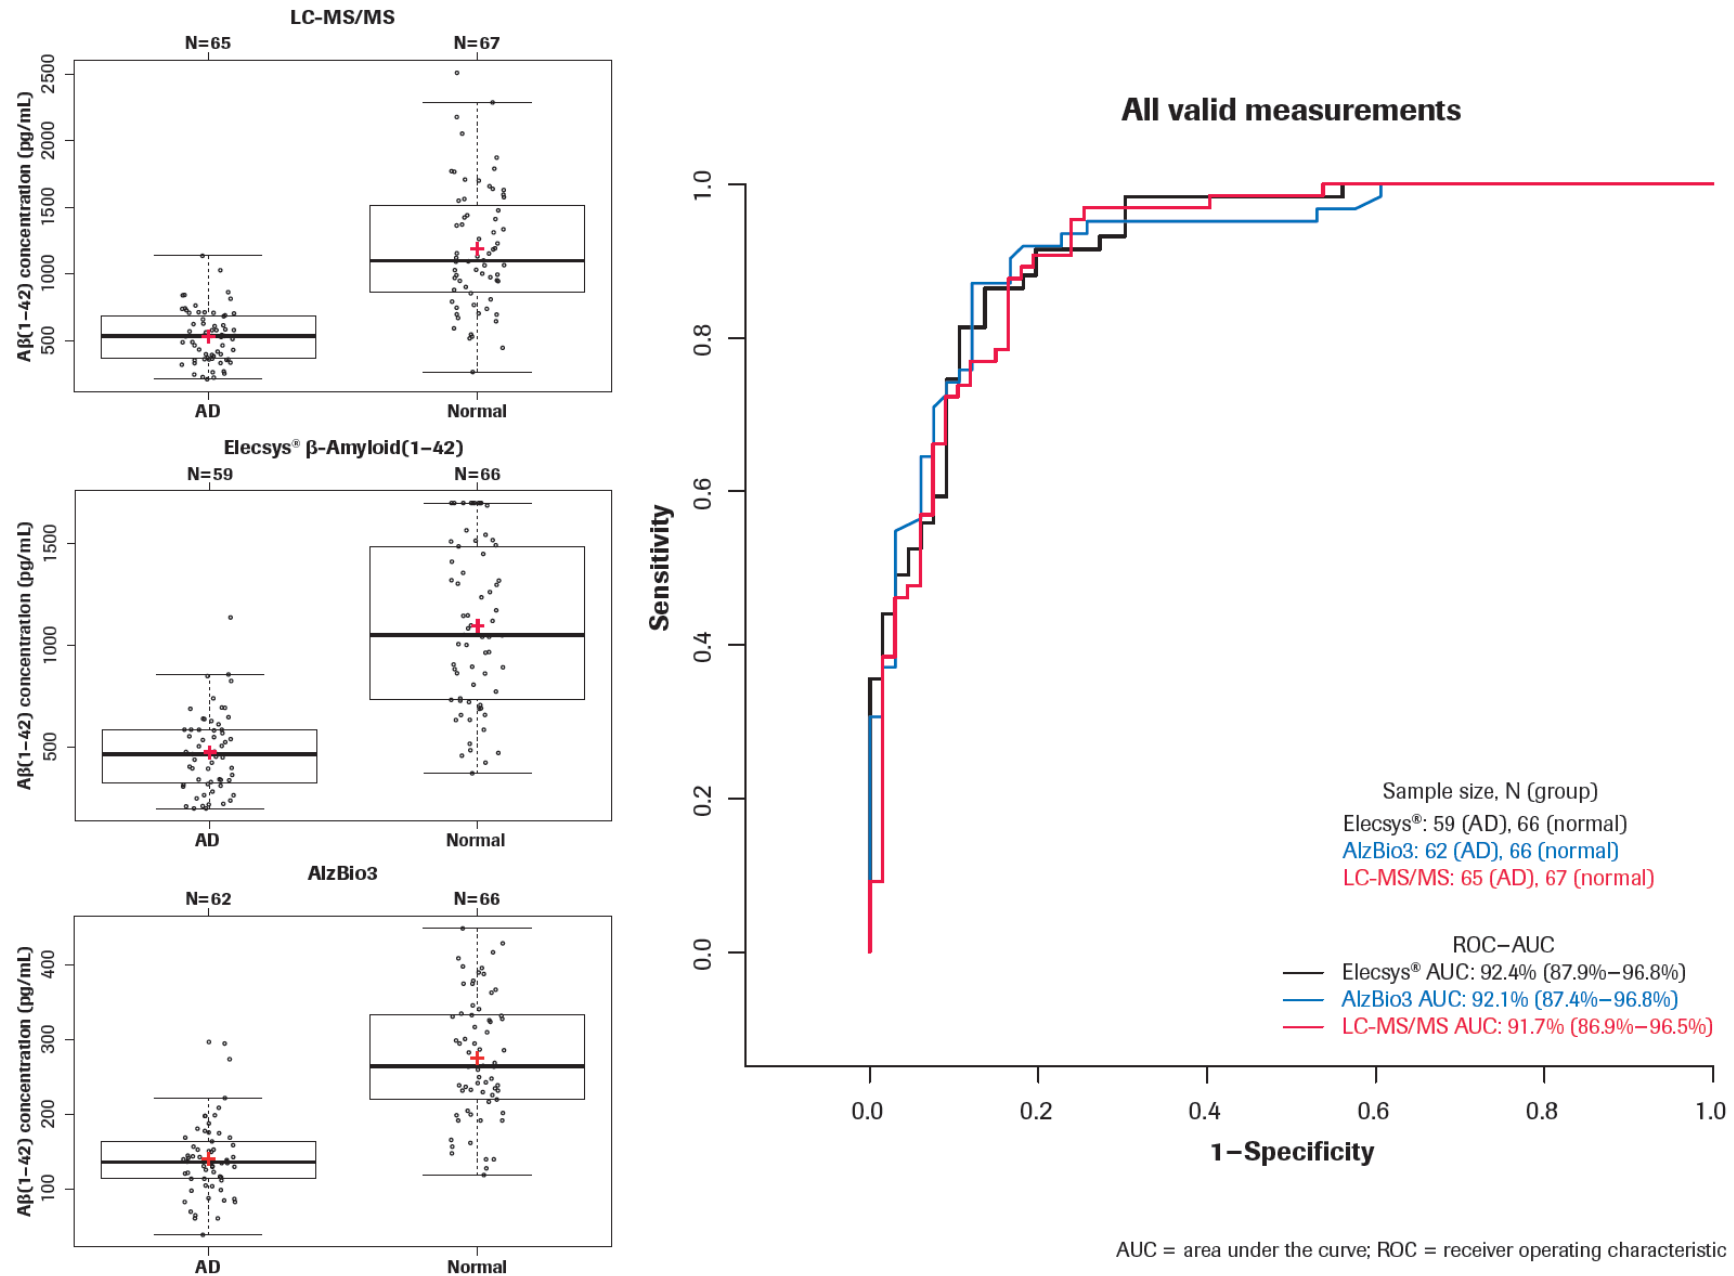 LC-MS/MS
N=65 N=67
Aβ(1–42) concentration (pg/mL)
2500
2000
1500
1000
500
AD Normal
Elecsys® β-Amyloid(1–42)
N=59 N=66
Aβ(1–42) concentration (pg/mL)
1500
1000
500
AD Normal
AlzBio3
N=62 N=66
Aβ(1–42) concentration (pg/mL)
400
300
200
100
AD Normal
All valid measurements
Sensitivity
1.0
0.8
0.6
0.4
0.2
0.0
Sample size, N (group)
Elecsys®: 59 (AD), 66 (normal)
AlzBio3: 62 (AD), 66 (normal)
LC-MS/MS: 65 (AD), 67 (normal)
ROC–AUC
Elecsys® AUC: 92.4% (87.9%–96.8%)
AlzBio3 AUC: 92.1% (87.4%–96.8%)
LC-MS/MS AUC: 91.7% (86.9%–96.5%)
0.0 0.2 0.4 0.6 0.8 1.0
1–Specificity
AUC = area under the curve; ROC = receiver operating characteristic